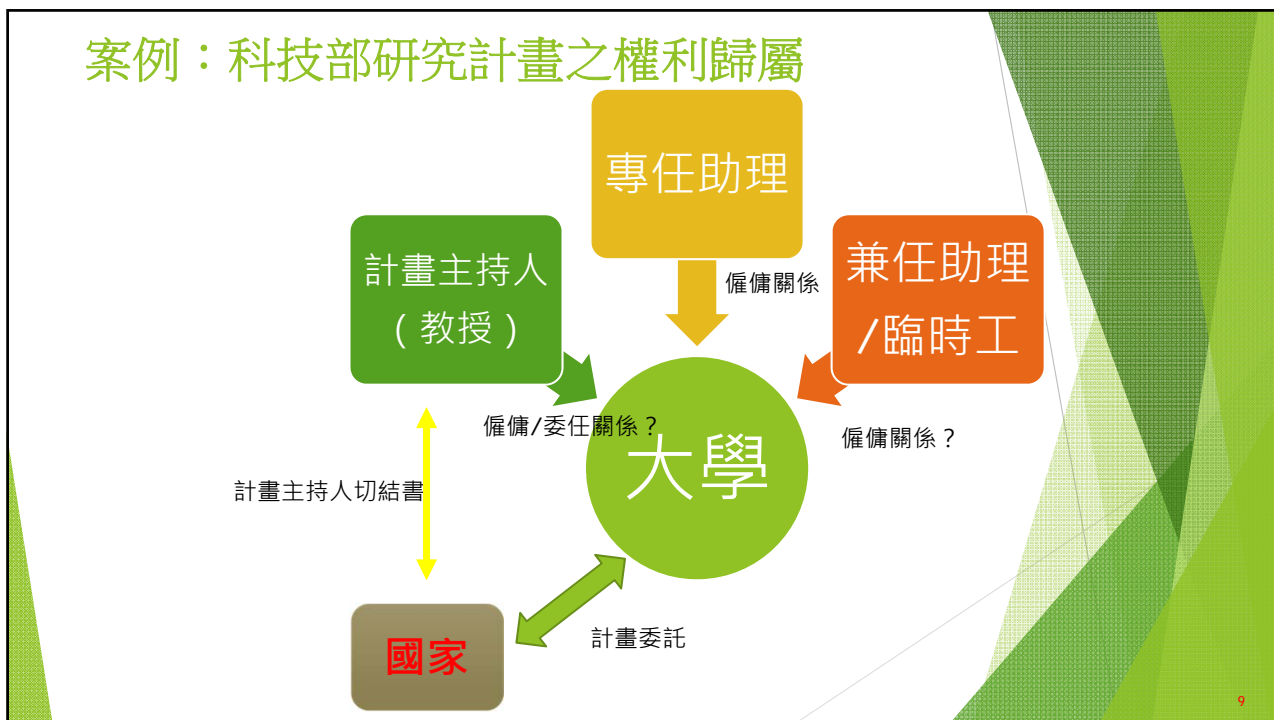 案例：科技部研究計畫之權利歸屬
專任助理
計畫主持人
（教授）
兼任助理
/臨時工
僱傭關係
僱傭/委任關係？
僱傭關係？
大學
計畫主持人切結書
國家
計畫委託
9